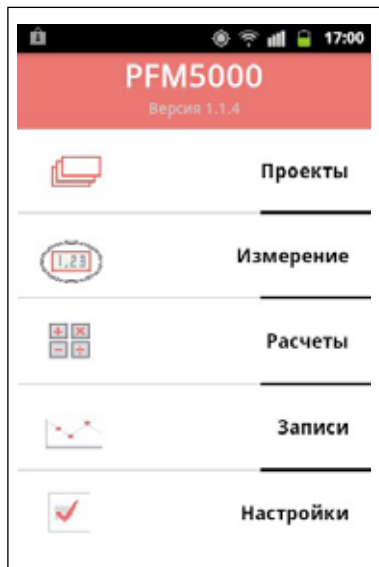 17:00
PFM5000
Версия 1.1.4
Проекты
1,23
Измерение
Расчеты
Записи
Настройки